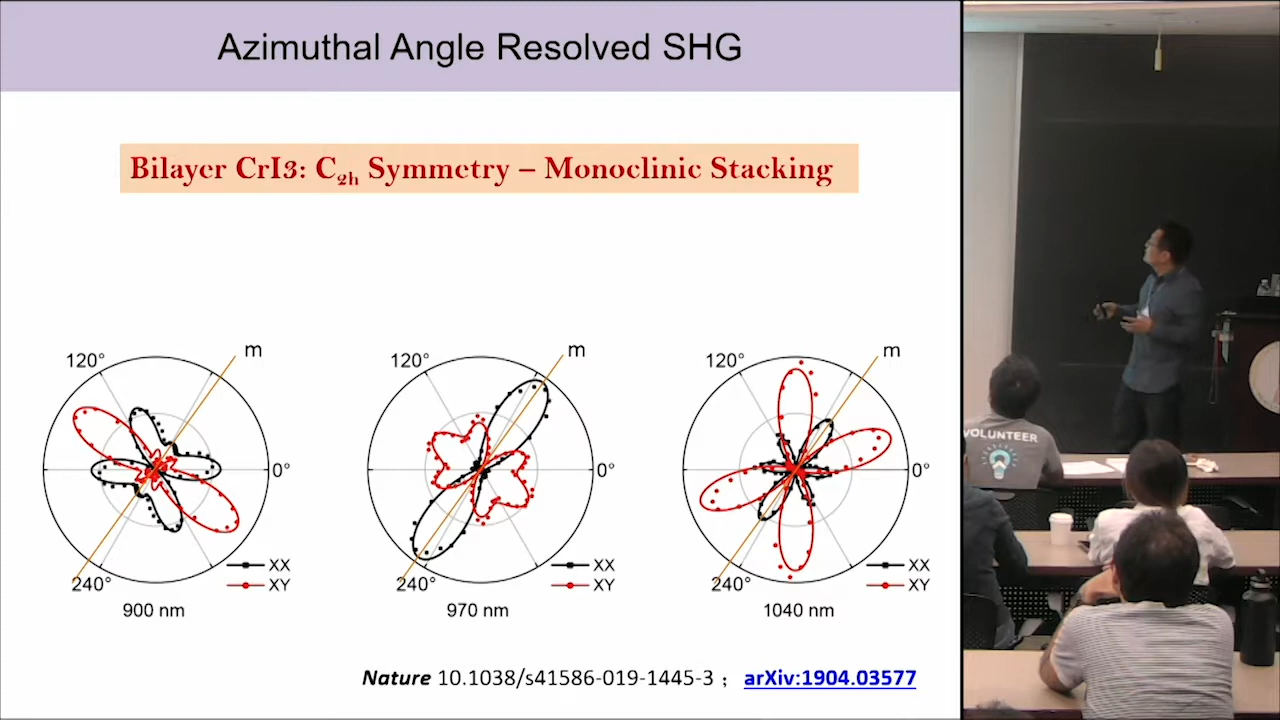 Azimuthal Angle Resolved SHG
Bilayer CrI3: C2h Symmetry – Monoclinic Stacking
120°
m
0°
240°
XX
XY
900 nm
120°
m
0°
240°
XX
XY
970 nm
120°
m
0°
240°
XX
XY
1040 nm
Nature 10.1038/s41586-019-1445-3 ; arXiv:1904.03577
VOLUNTEER